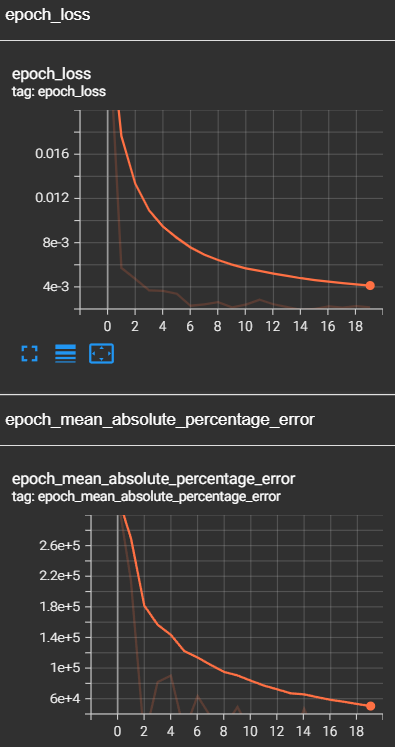 epoch_loss
epoch_loss
tag: epoch_loss
0.016
0.012
8e-3
4e-3
0 2 4 6 8 10 12 14 16 18
epoch_mean_absolute_percentage_error
epoch_mean_absolute_percentage_error
tag: epoch_mean_absolute_percentage_error
2.6e+5
2.2e+5
1.8e+5
1.4e+5
1e+5
6e+4
0 2 4 6 8 10 12 14 16 18